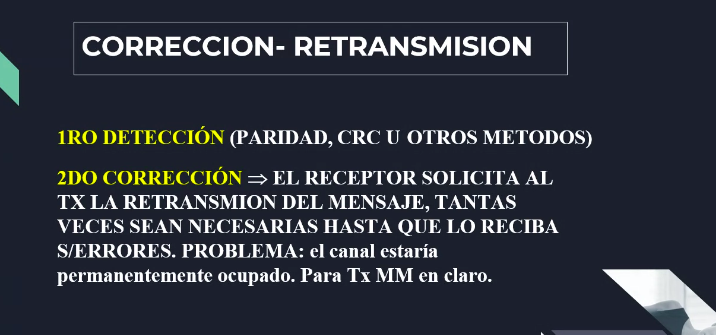 CORRECCION- RETRANSMISION
1RO DETECCIÓN (PARIDAD, CRC U OTROS METODOS)
2DO CORRECCIÓN ⇒ EL RECEPTOR SOLICITA AL
TX LA RETRANSMION DEL MENSAJE, TANTAS
VECES SEAN NECESARIAS HASTA QUE LO RECIBA
S/ERRORES. PROBLEMA: el canal estaría
permanentemente ocupado. Para Tx MM en claro.